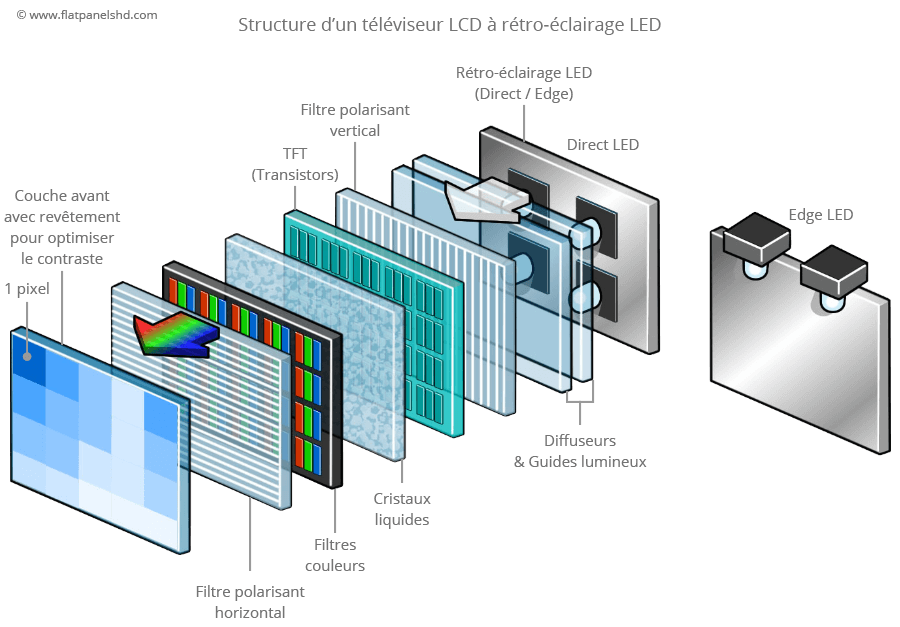 © www.flatpanelshd.com
Structure d'un téléviseur LCD à rétro-éclairage LED
Rétro-éclairage LED
(Direct / Edge)
Filtre polarisant
vertical
Direct LED
TFT
(Transistors)
Couche avant
avec revêtement
pour optimiser
le contraste
Edge LED
1 pixel
Diffuseurs
& Guides lumineux
Cristaux
liquides
Filtres
couleurs
Filtre polarisant
horizontal